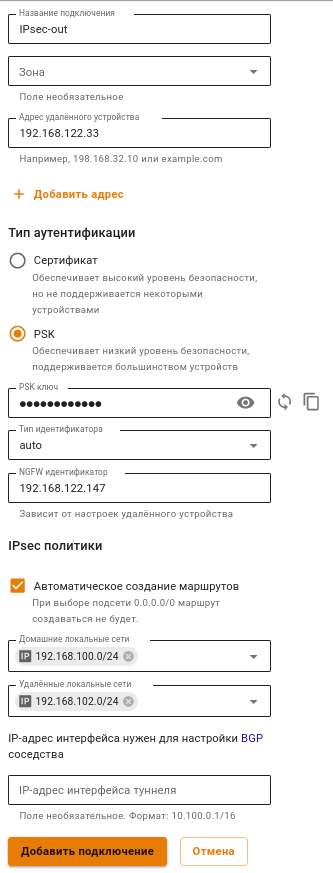 Название подключения
IPsec-out
Зона
Поле необязательное
Адрес удалённого устройства
192.168.122.33
Например, 198.168.32.10 или example.com
+ Добавить адрес
Тип аутентификации
Сертификат
Обеспечивает высокий уровень безопасности,
но не поддерживается некоторыми
устройствами
PSK
Обеспечивает низкий уровень безопасности,
поддерживается большинством устройств
PSK ключ
●●●●●●●●●●●●
Тип идентификатора
auto
NGFW идентификатор
192.168.122.147
Зависит от настроек удалённого устройства
IPsec политики
Автоматическое создание маршрутов
При выборе подсети 0.0.0.0/0 маршрут
создаваться не будет.
Домашние локальные сети
IP 192.168.100.0/24
Удалённые локальные сети
IP 192.168.102.0/24
IP-адрес интерфейса нужен для настройки BGP
соседства
IP-адрес интерфейса туннеля
Поле необязательное. Формат: 10.100.0.1/16
Добавить подключение
Отмена